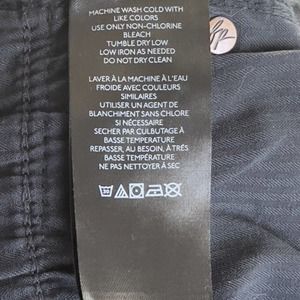 MACHINE WASH COLD WITH
LIKE COLORS
USE ONLY NON-CHLORINE
BLEACH
TUMBLE DRY LOW
LOW IRON AS NEEDED
DO NOT DRY CLEAN
LAVER À LA MACHINE À L'EAU
FROIDE AVEC COULEURS
SIMILAIRES
UTILISER UN AGENT DE
BLANCHIMENT SANS CHLORE
SI NÉCESSAIRE
SECHER PAR CULBUTAGE À
BASSE TEMPÉRATURE
REPASSER, AU BESOIN, À TRÈS
BASSE TEMPÉRATURE
NE PAS NETTOYER À SEC